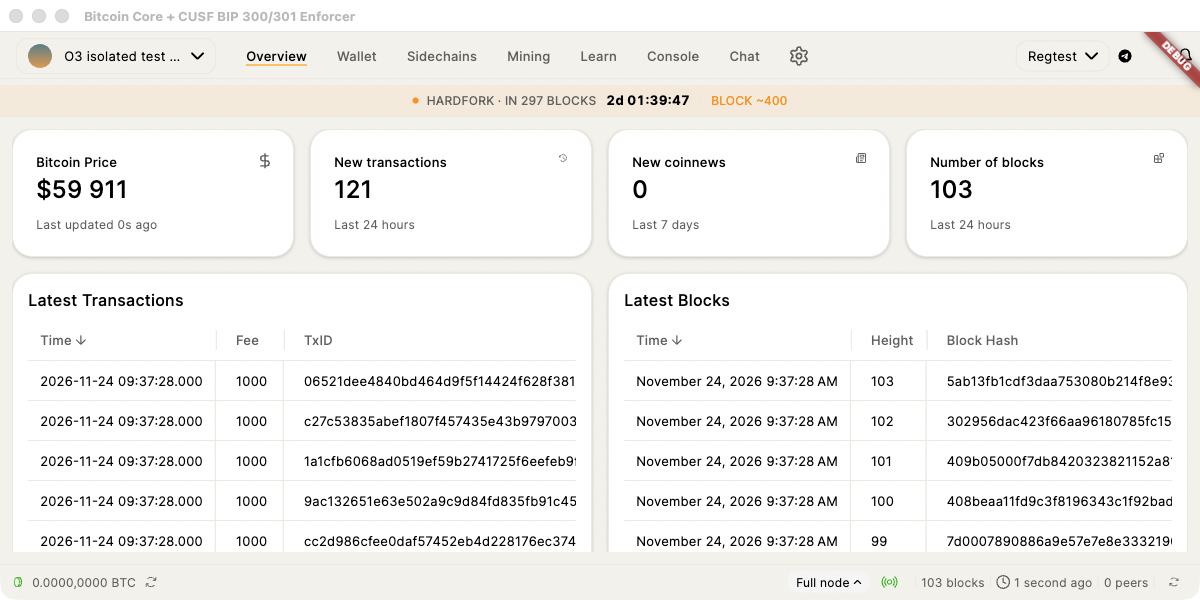 Bitcoin Core + CUSF BIP 300/301 Enforcer
O3 isolated test ...
Overview
Wallet
Sidechains
Mining
Learn
Console
Chat
Regtest
DEBUG
HARDFORK · IN 297 BLOCKS 2d 01:39:47 BLOCK ~400
Bitcoin Price
$59 911
Last updated 0s ago
New transactions
121
Last 24 hours
New coinnews
0
Last 7 days
Number of blocks
103
Last 24 hours
Latest Transactions
Time Fee TxID
2026-11-24 09:37:28.000 1000 06521dee4840bd464d9f5f14424f628f381
2026-11-24 09:37:28.000 1000 c27c53835abef1807f457435e43b9797003
2026-11-24 09:37:28.000 1000 1a1cfb6068ad0519ef59b2741725f6eefeb9f
2026-11-24 09:37:28.000 1000 9ac132651e63e502a9c9d84fd835fb91c45
2026-11-24 09:37:28.000 1000 cc2d986cfee0daf57452eb4d228176ec374
Latest Blocks
Time Height Block Hash
November 24, 2026 9:37:28 AM 103 5ab13fb1cdf3daa753080b214f8e93
November 24, 2026 9:37:28 AM 102 302956dac423f66aa96180785fc15
November 24, 2026 9:37:28 AM 101 409b05000f7db8420323821152a8
November 24, 2026 9:37:28 AM 100 408beaa11fd9c3f8196343c1f92bad
November 24, 2026 9:37:28 AM 99 7d0007890886a9e57e7e8e333219
0.0000,0000 BTC
Full node
103 blocks
1 second ago
0 peers